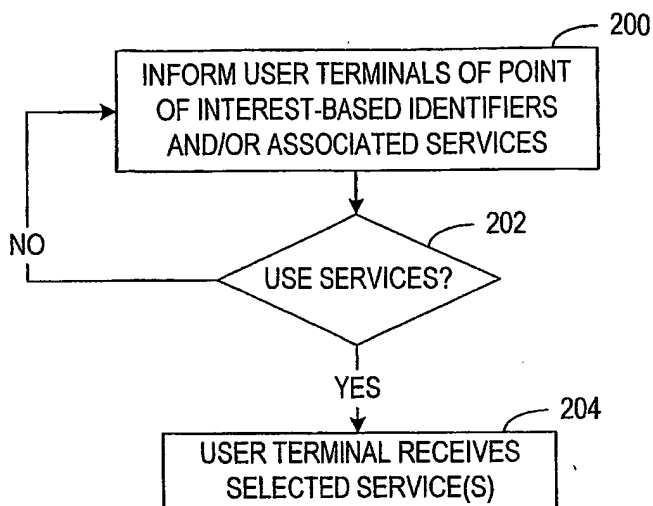 200
INFORM USER TERMINALS OF POINT
OF INTEREST-BASED IDENTIFIERS
AND/OR ASSOCIATED SERVICES
202
NO
USE SERVICES?
YES
204
USER TERMINAL RECEIVES
SELECTED SERVICE(S)